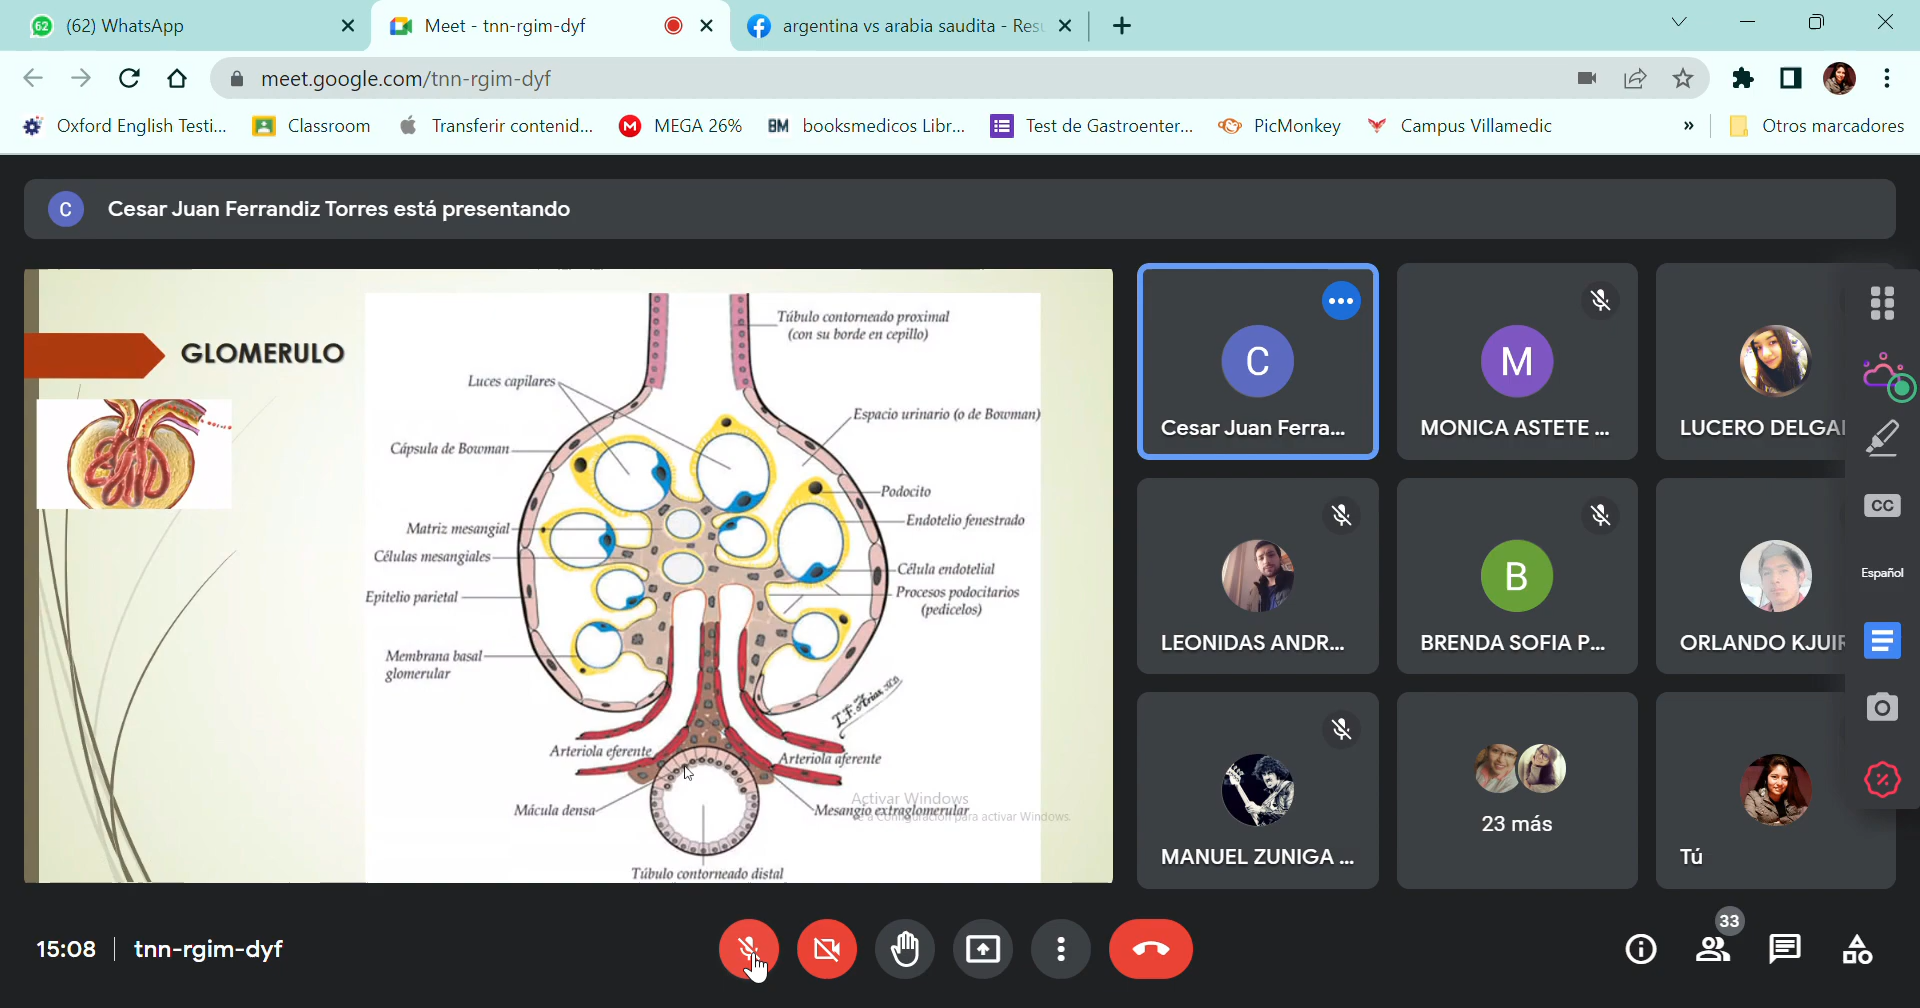 62
(62) WhatsApp
Meet - tnn-rgim-dyf
argentina vs arabia saudita - Resu
meet.google.com/tnn-rgim-dyf
Oxford English Testi...
Classroom
Transferir contenid...
M
MEGA 26%
BM
booksmedicos Libr...
Test de Gastroenter...
PicMonkey
Campus Villamedic
»
Otros marcadores
C
Cesar Juan Ferrandiz Torres está presentando
GLOMERULO
Túbulo contorneado proximal
(con su borde en cepillo)
Luces capilares
Espacio urinario (o de Bowman)
Cápsula de Bowman
Podocito
Matriz mesangial
Endotelio fenestrado
Células mesangiales
Célula endotelial
Epitelio parietal
Procesos podocitarios
(pedicelos)
Membrana basal
glomerular
Arteriola eferente
Arteriola aferente
Activar Windows
Mácula densa
Mesangio extraglomerular
para activar Windows.
Túbulo contorneado distal
C
Cesar Juan Ferra...
M
MONICA ASTETE ...
LUCERO DELGA
LEONIDAS ANDR...
B
BRENDA SOFIA P...
ORLANDO KJUIR
MANUEL ZUNIGA ...
23 más
Tú
CC
Español
15:08
tnn-rgim-dyf
33